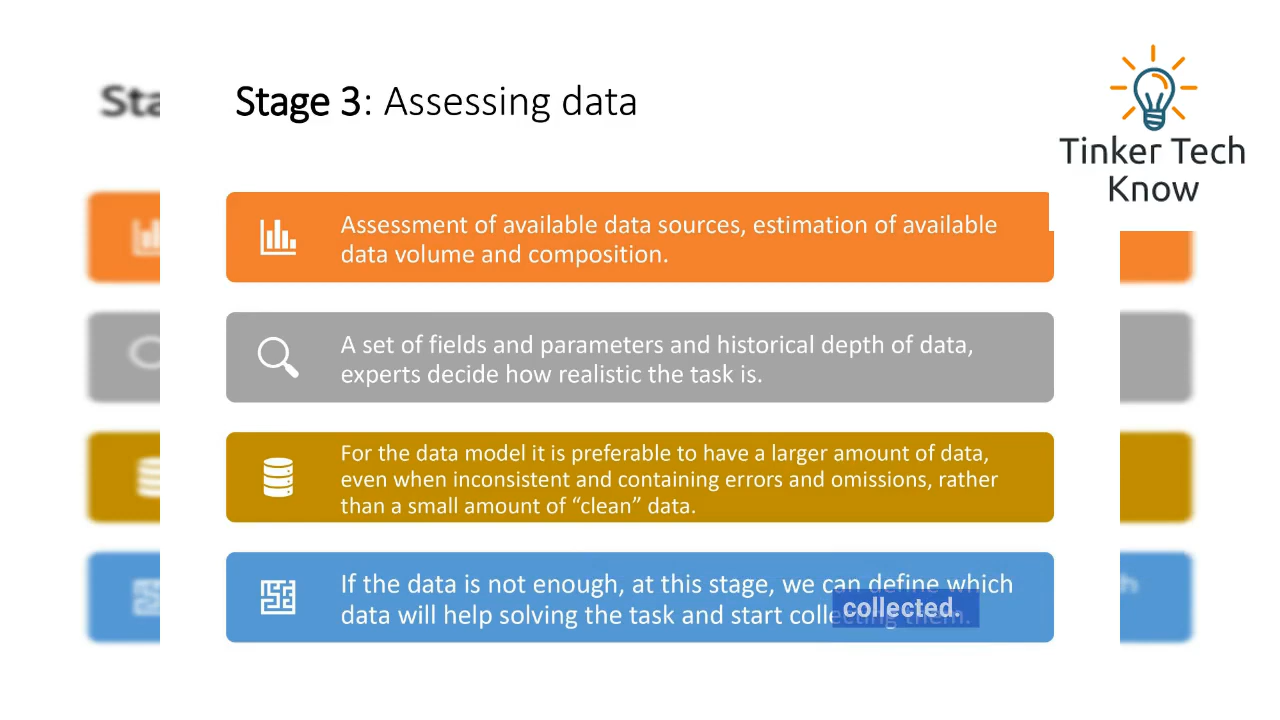 Stage 3: Assessing data
Tinker Tech
Know
Assessment of available data sources, estimation of available
data volume and composition.
A set of fields and parameters and historical depth of data,
experts decide how realistic the task is.
For the data model it is preferable to have a larger amount of data,
even when inconsistent and containing errors and omissions, rather
than a small amount of “clean” data.
If the data is not enough, at this stage, we can define which
data will help solving the task and start collecting them.
collected.